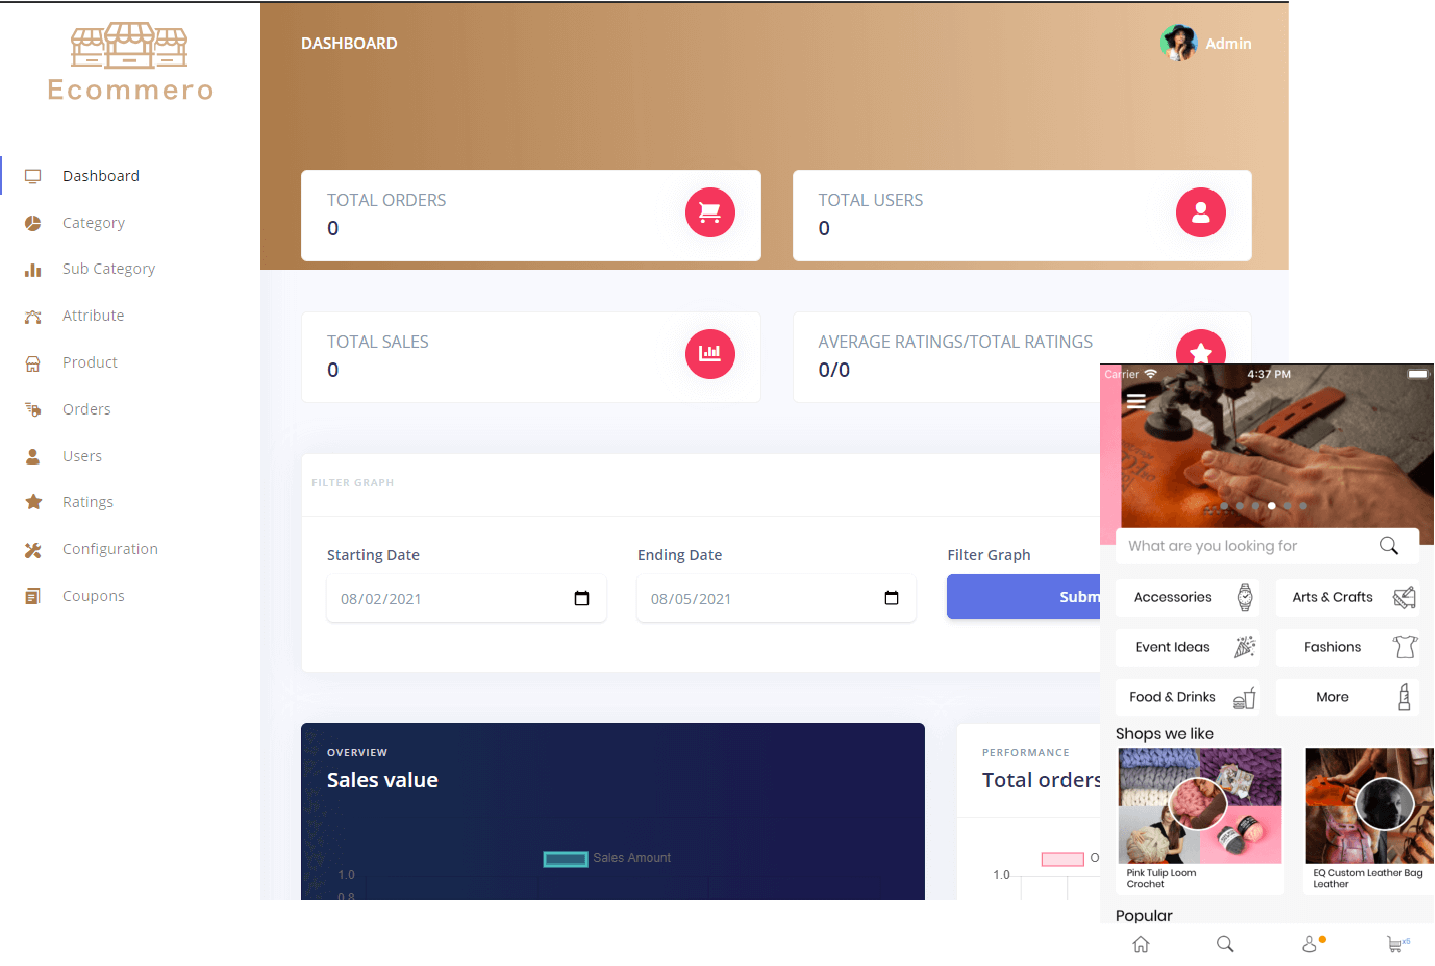 Ecommero
Dashboard
Category
Sub Category
Attribute
Product
Orders
Users
Ratings
Configuration
Coupons
DASHBOARD
Admin
TOTAL ORDERS
0
TOTAL USERS
0
TOTAL SALES
0
AVERAGE RATINGS/TOTAL RATINGS
0/0
FILTER GRAPH
Starting Date
Ending Date
Filter Graph
08/02/2021
08/05/2021
Subm
OVERVIEW
Sales value
Sales Amount
1.0
0.8
PERFORMANCE
Total orders
O
1.0
Carrier
4:37 PM
What are you looking for
Accessories
Arts & Crafts
Event Ideas
Fashions
Food & Drinks
More
Shops we like
Pink Tulip Loom
Crochet
EQ Custom Leather Bag
Leather
Popular
x6